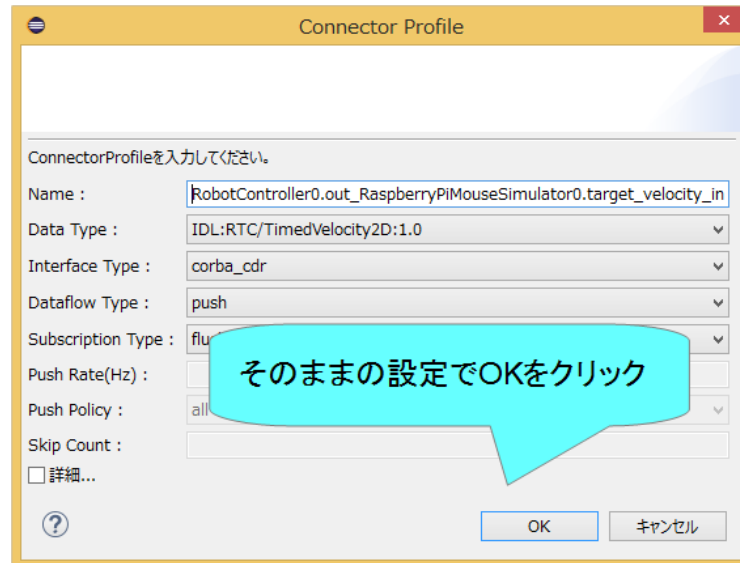 Connector Profile
ConnectorProfileを入力してください。
Name : RobotController0.out_RaspberryPiMouseSimulator0.target_velocity_in
Data Type : IDL:RTC/TimedVelocity2D:1.0
Interface Type : corba_cdr
Dataflow Type : push
Subscription Type :
Push Rate(Hz) :
そのままの設定でOKをクリック
Push Policy : all
Skip Count :
詳細...
OK キャンセル